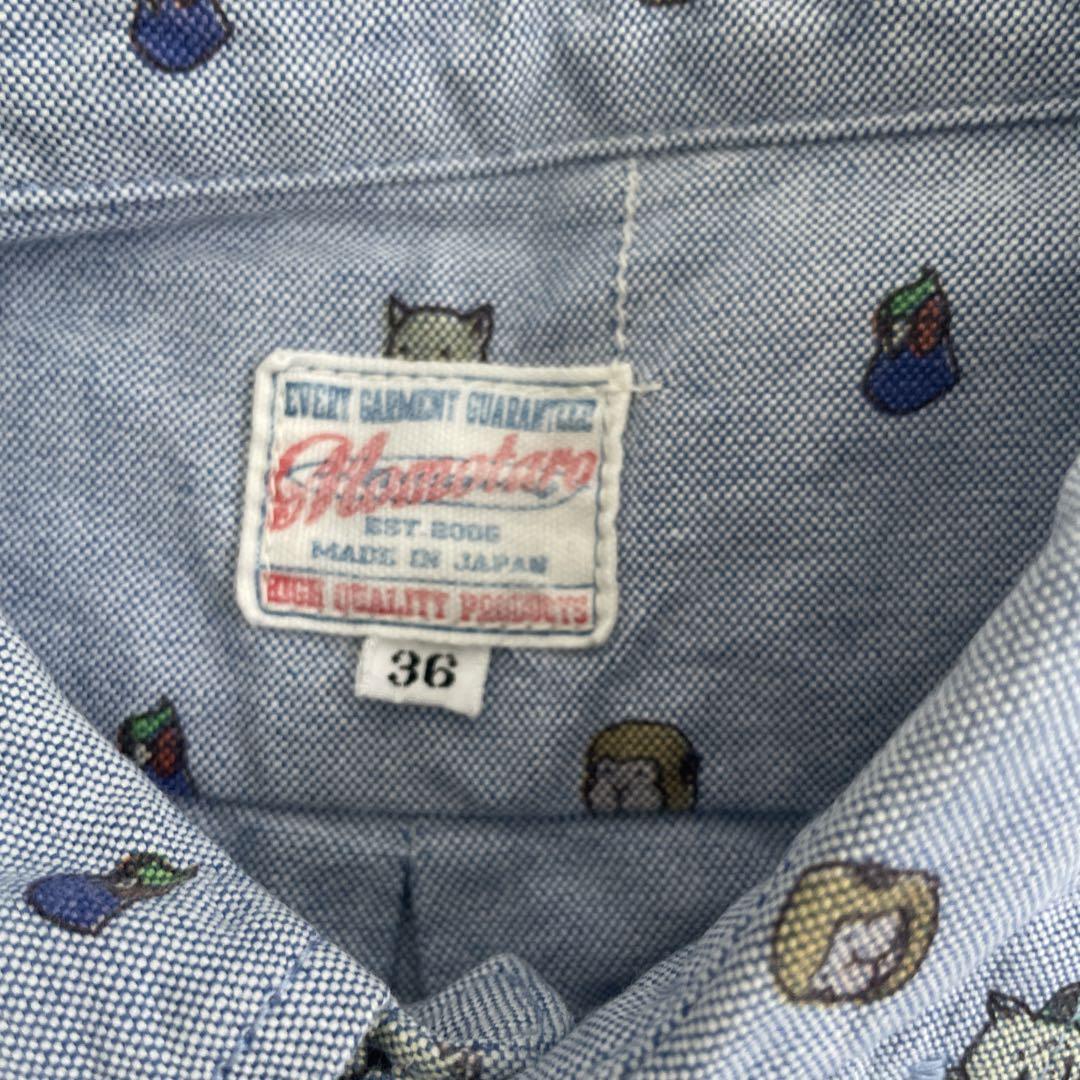 EVERY GARMENT GUARANTEED
Momotaro
EST. 2006
MADE IN JAPAN
HIGH QUALITY PRODUCTS
36